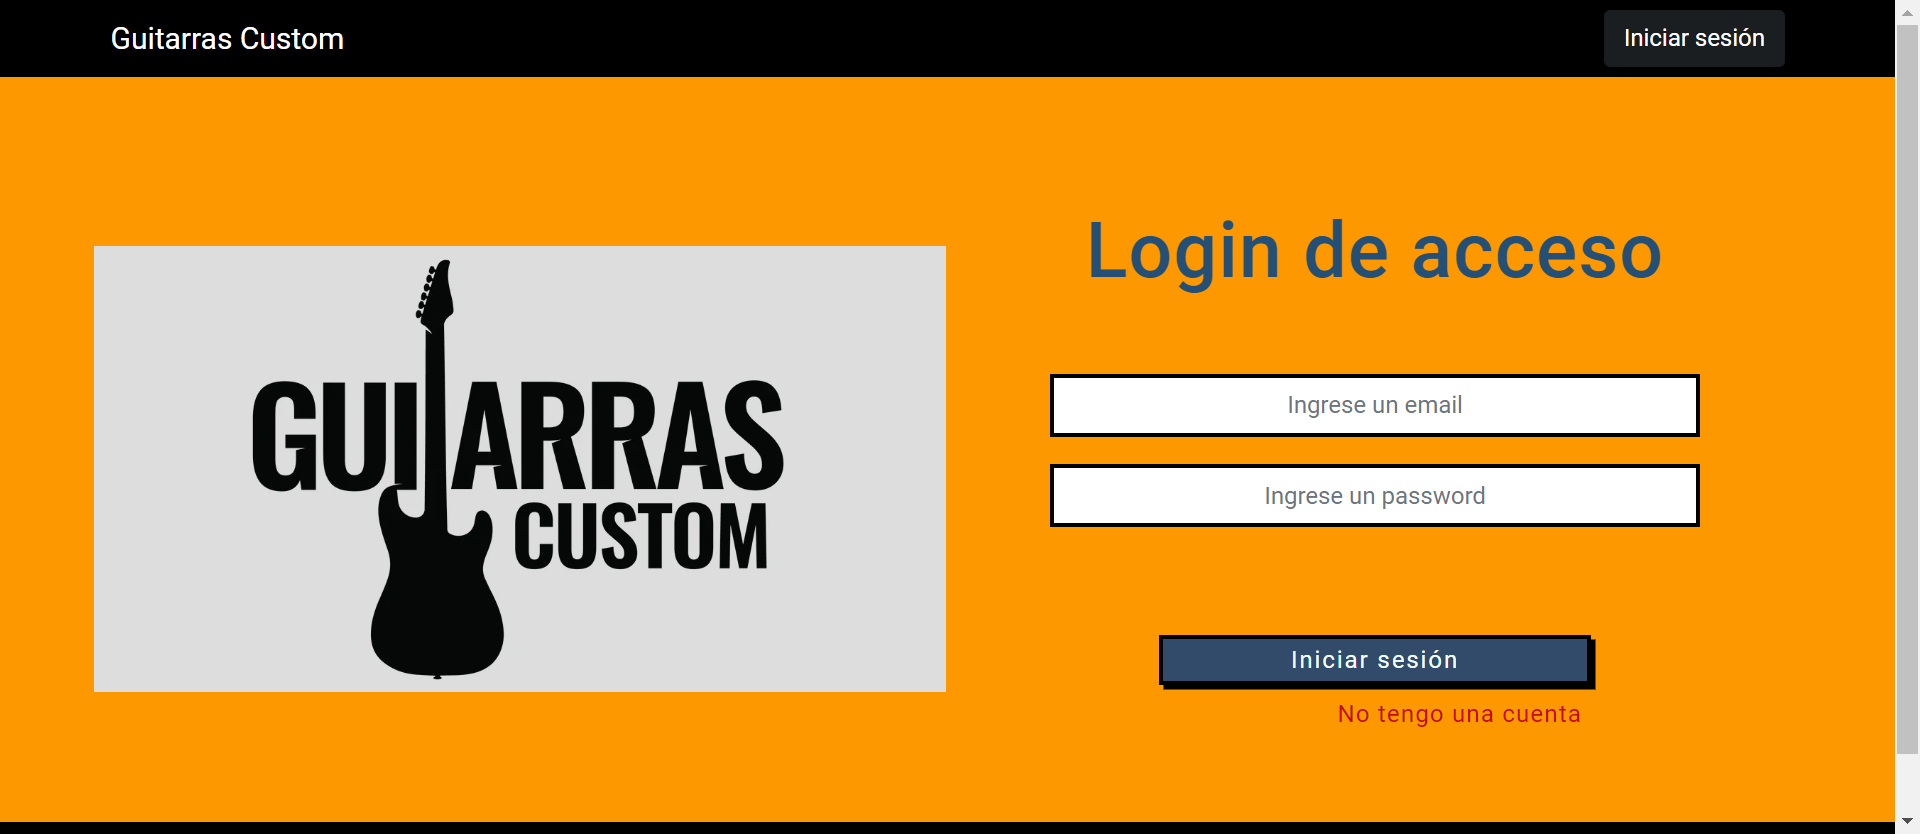 Guitarras Custom
Iniciar sesión
GUITARRAS
CUSTOM
Login de acceso
Ingrese un email
Ingrese un password
Iniciar sesión
No tengo una cuenta